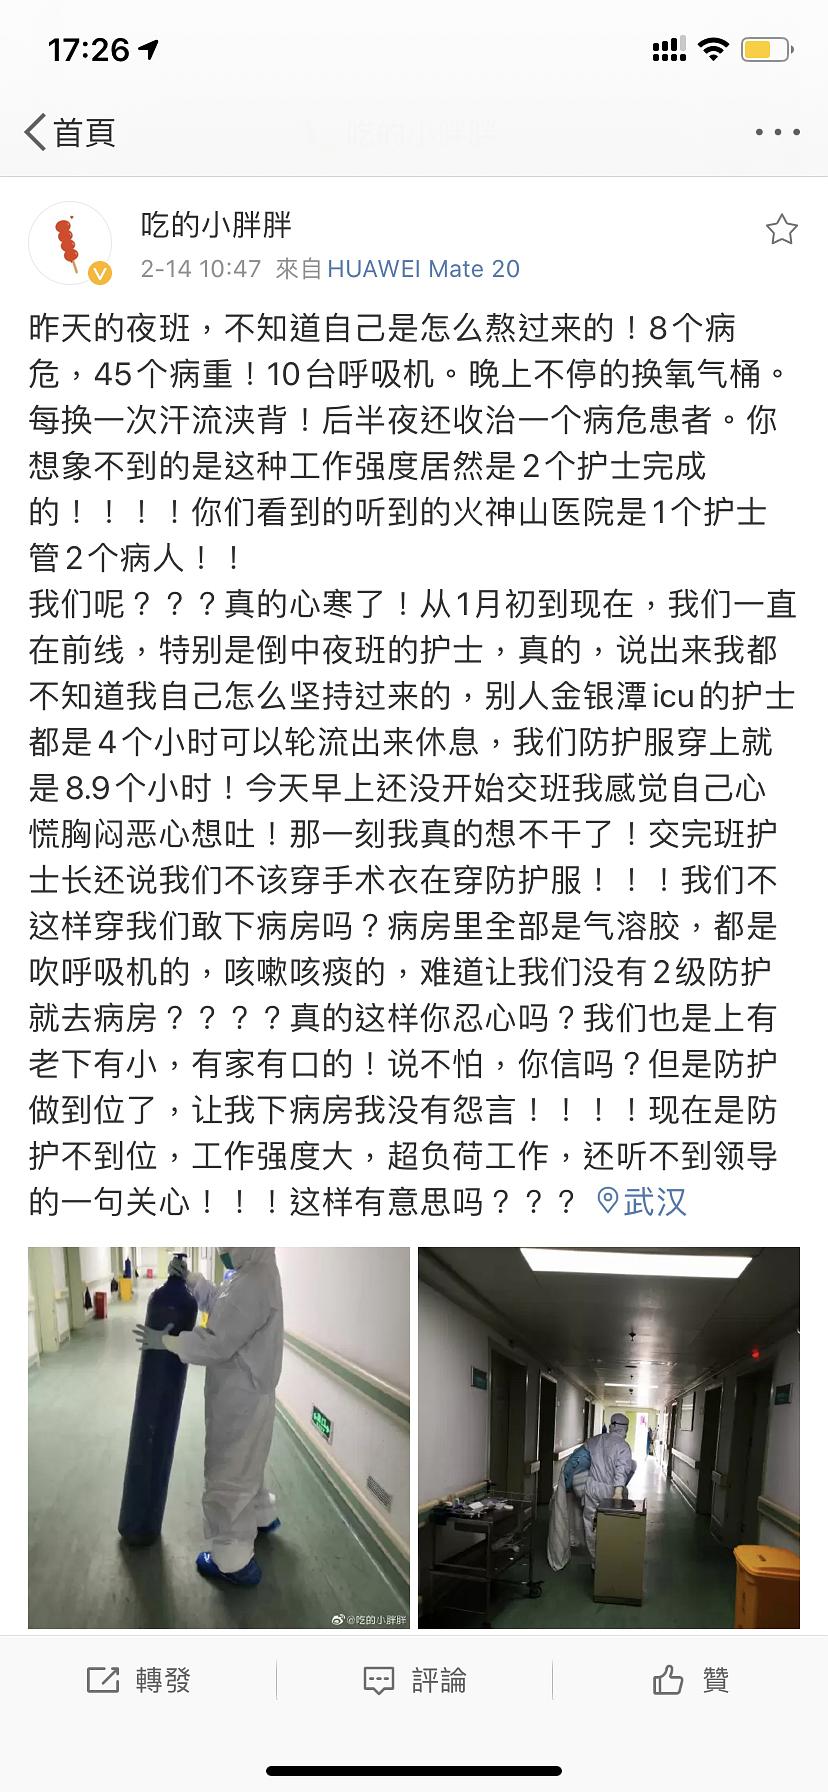 17:26
首頁
吃的小胖胖
2-14 10:47 來自 HUAWEI Mate 20
昨天的夜班，不知道自己是怎么熬过来的！8个病
危，45个病重！10台呼吸机。晚上不停的换氧气桶。
每换一次汗流浃背！后半夜还收治一个病危患者。你
想象不到的是这种工作强度居然是2个护士完成
的！！！！你们看到的听到的火神山医院是1个护士
管2个病人！！
我们呢？？？真的心寒了！从1月初到现在，我们一直
在前线，特别是倒中夜班的护士，真的，说出来我都
不知道我自己怎么坚持过来的，别人金银潭icu的护士
都是4个小时可以轮流出来休息，我们防护服穿上就
是8.9个小时！今天早上还没开始交班我感觉自己心
慌胸闷恶心想吐！那一刻我真的想不干了！交完班护
士长还说我们不该穿手术衣在穿防护服！！！我们不
这样穿我们敢下病房吗？病房里全部是气溶胶，都是
吹呼吸机的，咳嗽咳痰的，难道让我们没有2级防护
就去病房？？？？真的这样你忍心吗？我们也是上有
老下有小，有家有口的！说不怕，你信吗？但是防护
做到位了，让我下病房我没有怨言！！！！现在是防
护不到位，工作强度大，超负荷工作，还听不到领导
的一句关心！！！这样有意思吗？？？ 武汉
@吃的小胖胖
轉發
評論
贊